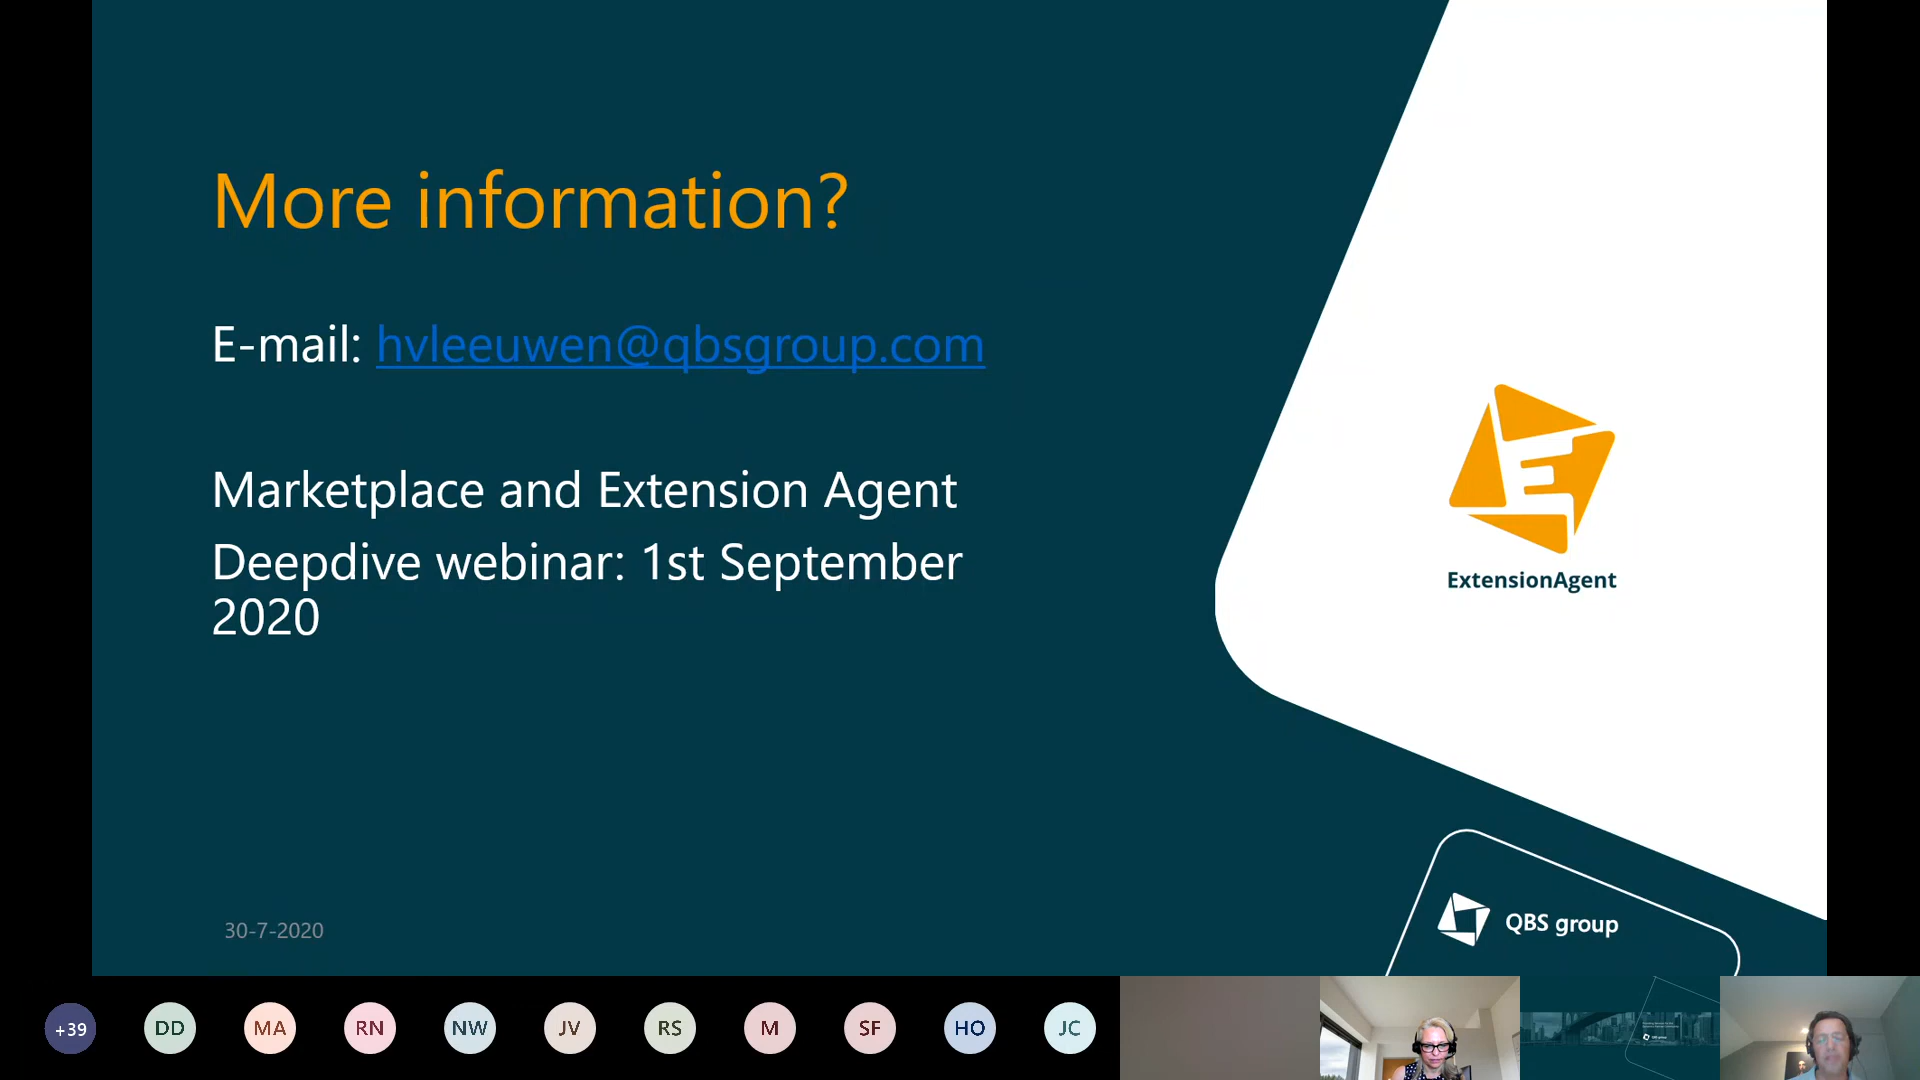 More information?
E-mail: hvleeuwen@qbsgroup.com
Marketplace and Extension Agent
Deepdive webinar: 1st September
2020
ExtensionAgent
30-7-2020
QBS group
+39
DD
MA
RN
NW
JV
RS
M
SF
HO
JC